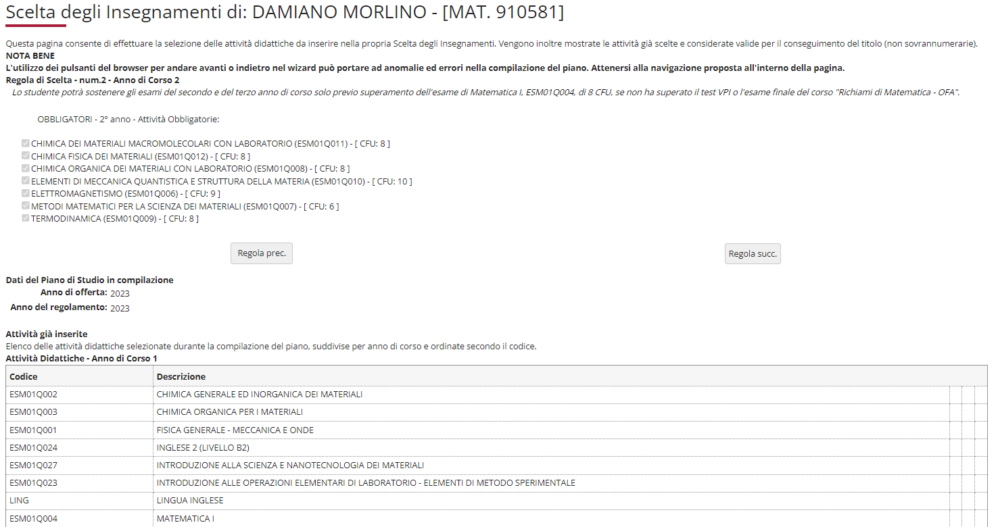 Scelta degli Insegnamenti di: DAMIANO MORLINO - [MAT. 910581]
Questa pagina consente di effettuare la selezione delle attività didattiche da inserire nella propria Scelta degli Insegnamenti. Vengono inoltre mostrate le attività già scelte e considerate valide per il conseguimento del titolo (non sovrannumerarie).
NOTA BENE
L'utilizzo dei pulsanti del browser per andare avanti o indietro nel wizard può portare ad anomalie ed errori nella compilazione del piano. Attenersi alla navigazione proposta all'interno della pagina.
Regola di Scelta - num.2 - Anno di Corso 2
Lo studente potrà sostenere gli esami del secondo e del terzo anno di corso solo previo superamento dell'esame di Matematica I, ESM01Q004, di 8 CFU, se non ha superato il test VPI o l'esame finale del corso "Richiami di Matematica - OFA".
OBBLIGATORI - 2° anno - Attività Obbligatorie:
CHIMICA DEI MATERIALI MACROMOLECOLARI CON LABORATORIO (ESM01Q011) - [ CFU: 8 ]
CHIMICA FISICA DEI MATERIALI (ESM01Q012) - [ CFU: 8 ]
CHIMICA ORGANICA DEI MATERIALI CON LABORATORIO (ESM01Q008) - [ CFU: 8 ]
ELEMENTI DI MECCANICA QUANTISTICA E STRUTTURA DELLA MATERIA (ESM01Q010) - [ CFU: 10 ]
ELETTROMAGNETISMO (ESM01Q006) - [ CFU: 9 ]
METODI MATEMATICI PER LA SCIENZA DEI MATERIALI (ESM01Q007) - [ CFU: 6 ]
TERMODINAMICA (ESM01Q009) - [ CFU: 8 ]
Regola prec. Regola succ.
Dati del Piano di Studio in compilazione
Anno di offerta: 2023
Anno del regolamento: 2023
Attività già inserite
Elenco delle attività didattiche selezionate durante la compilazione del piano, suddivise per anno di corso e ordinate secondo il codice.
Attività Didattiche - Anno di Corso 1
Codice Descrizione
ESM01Q002 CHIMICA GENERALE ED INORGANICA DEI MATERIALI
ESM01Q003 CHIMICA ORGANICA PER I MATERIALI
ESM01Q001 FISICA GENERALE - MECCANICA E ONDE
ESM01Q024 INGLESE 2 (LIVELLO B2)
ESM01Q027 INTRODUZIONE ALLA SCIENZA E NANOTECNOLOGIA DEI MATERIALI
ESM01Q023 INTRODUZIONE ALLE OPERAZIONI ELEMENTARI DI LABORATORIO - ELEMENTI DI METODO SPERIMENTALE
LING LINGUA INGLESE
ESM01Q004 MATEMATICA I